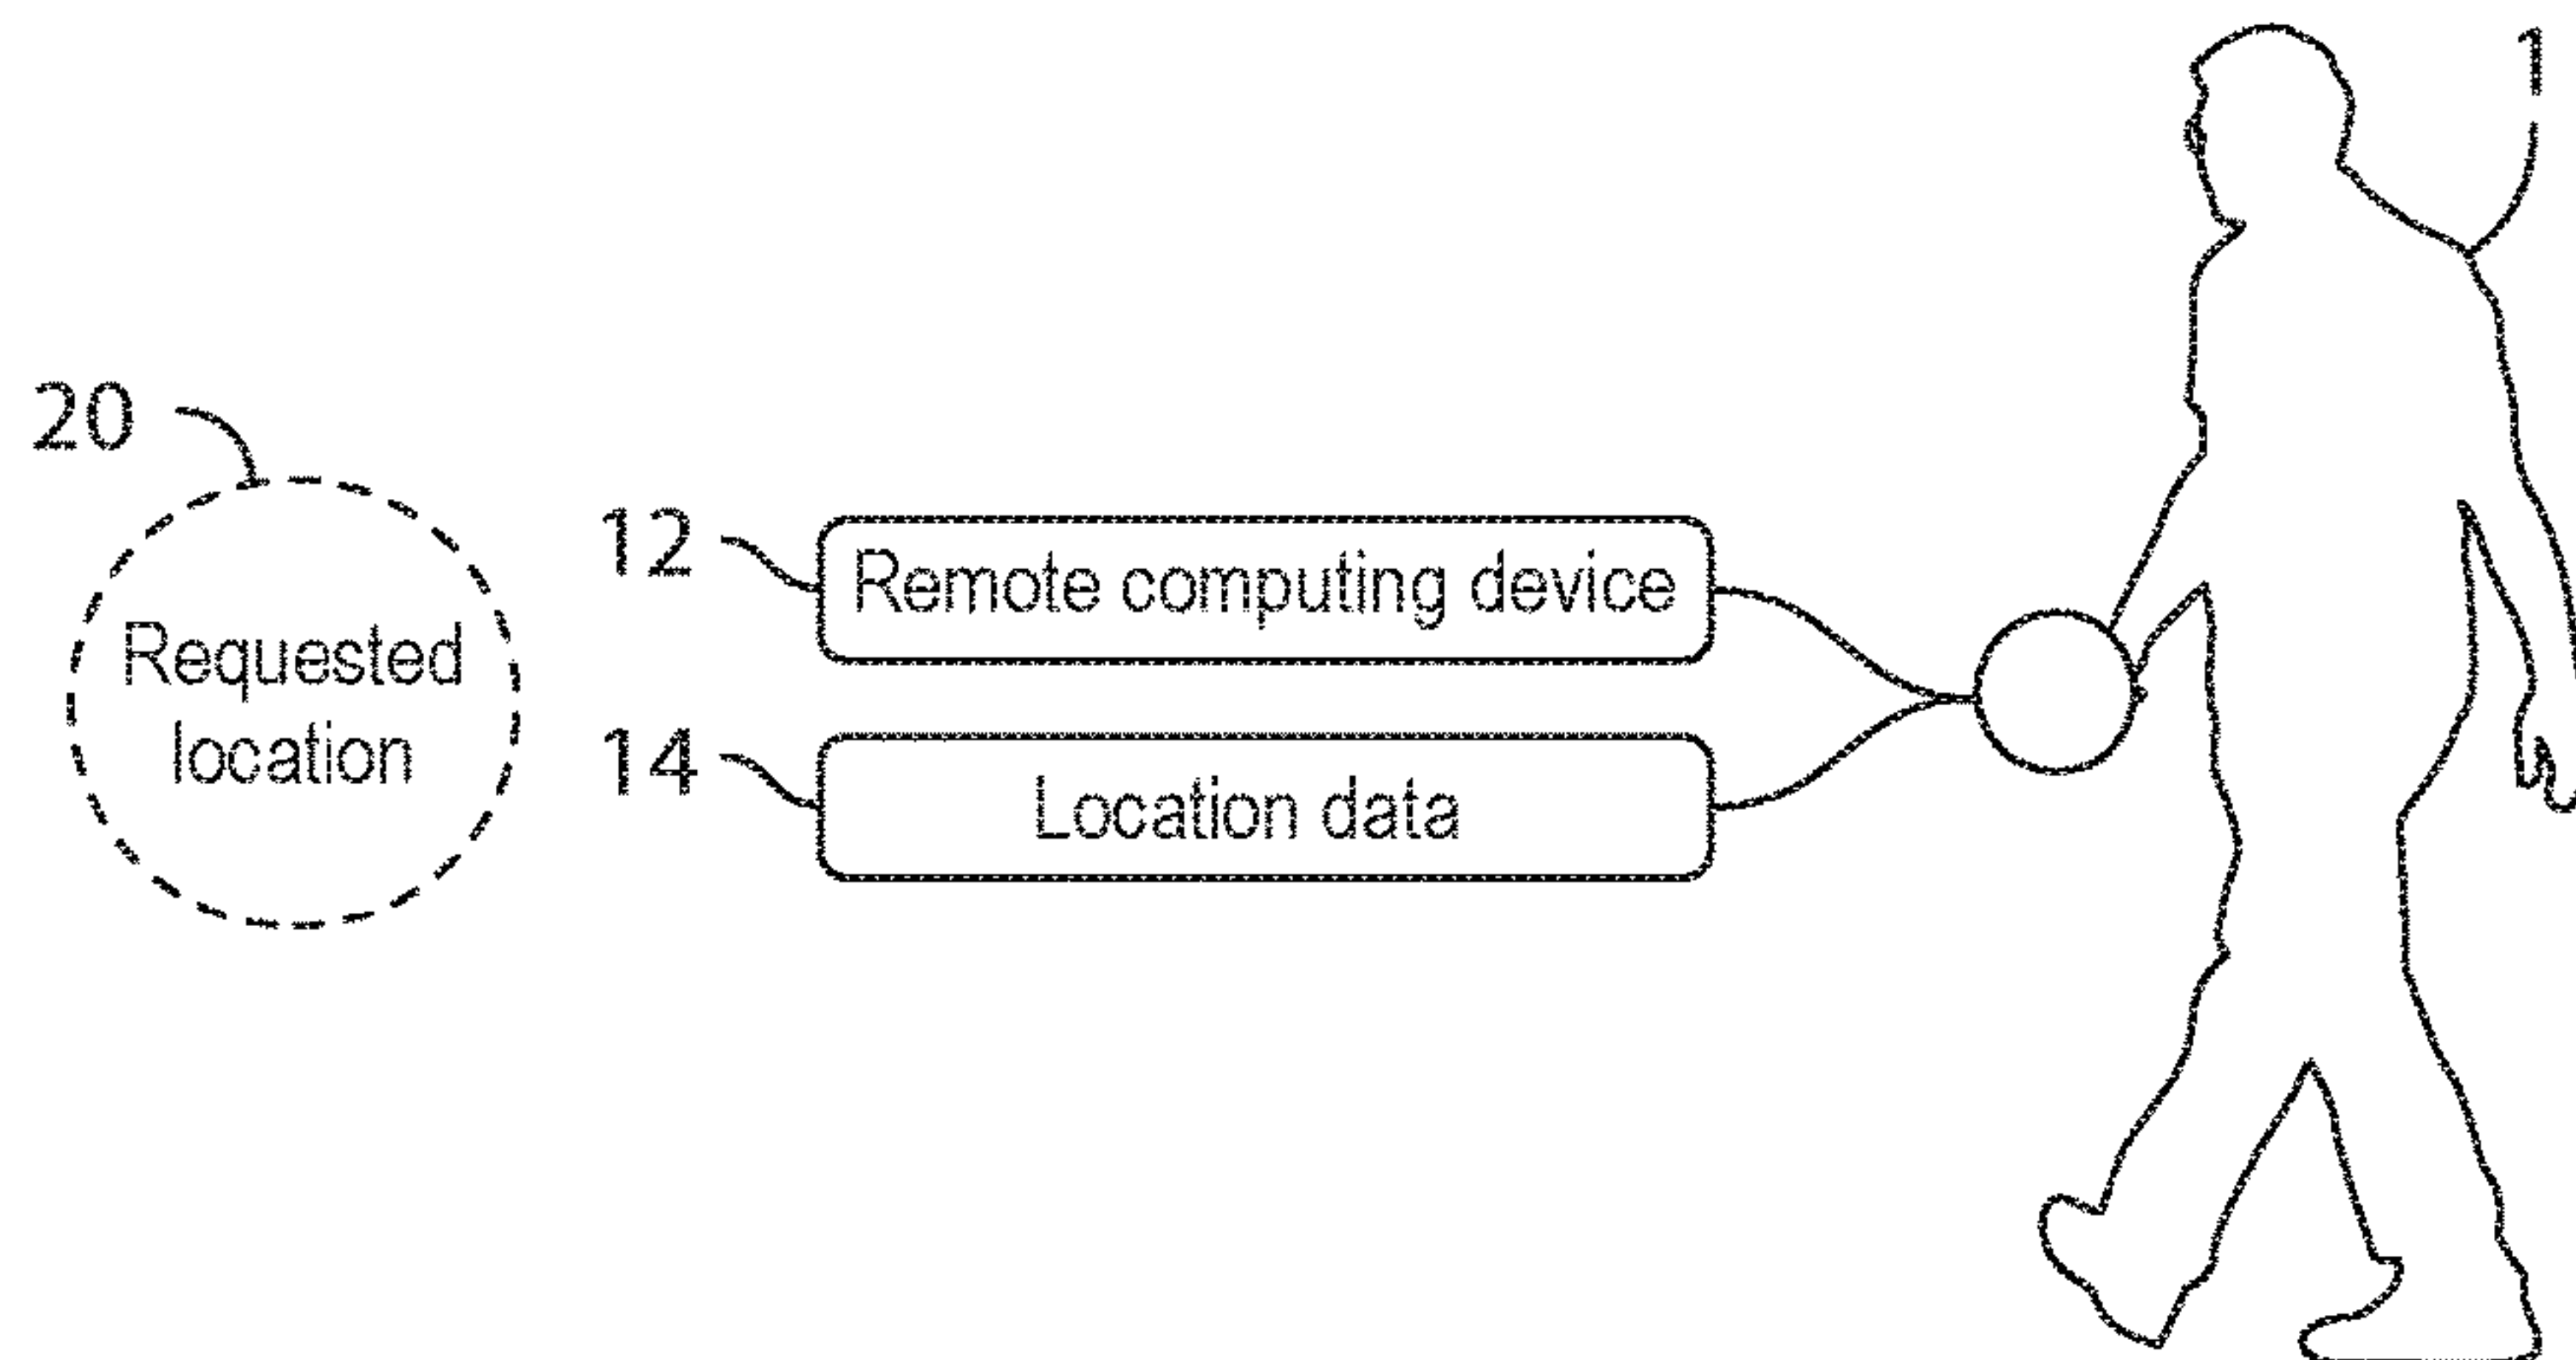 1
20
12
Remote computing device
Requested
location
14
Location data